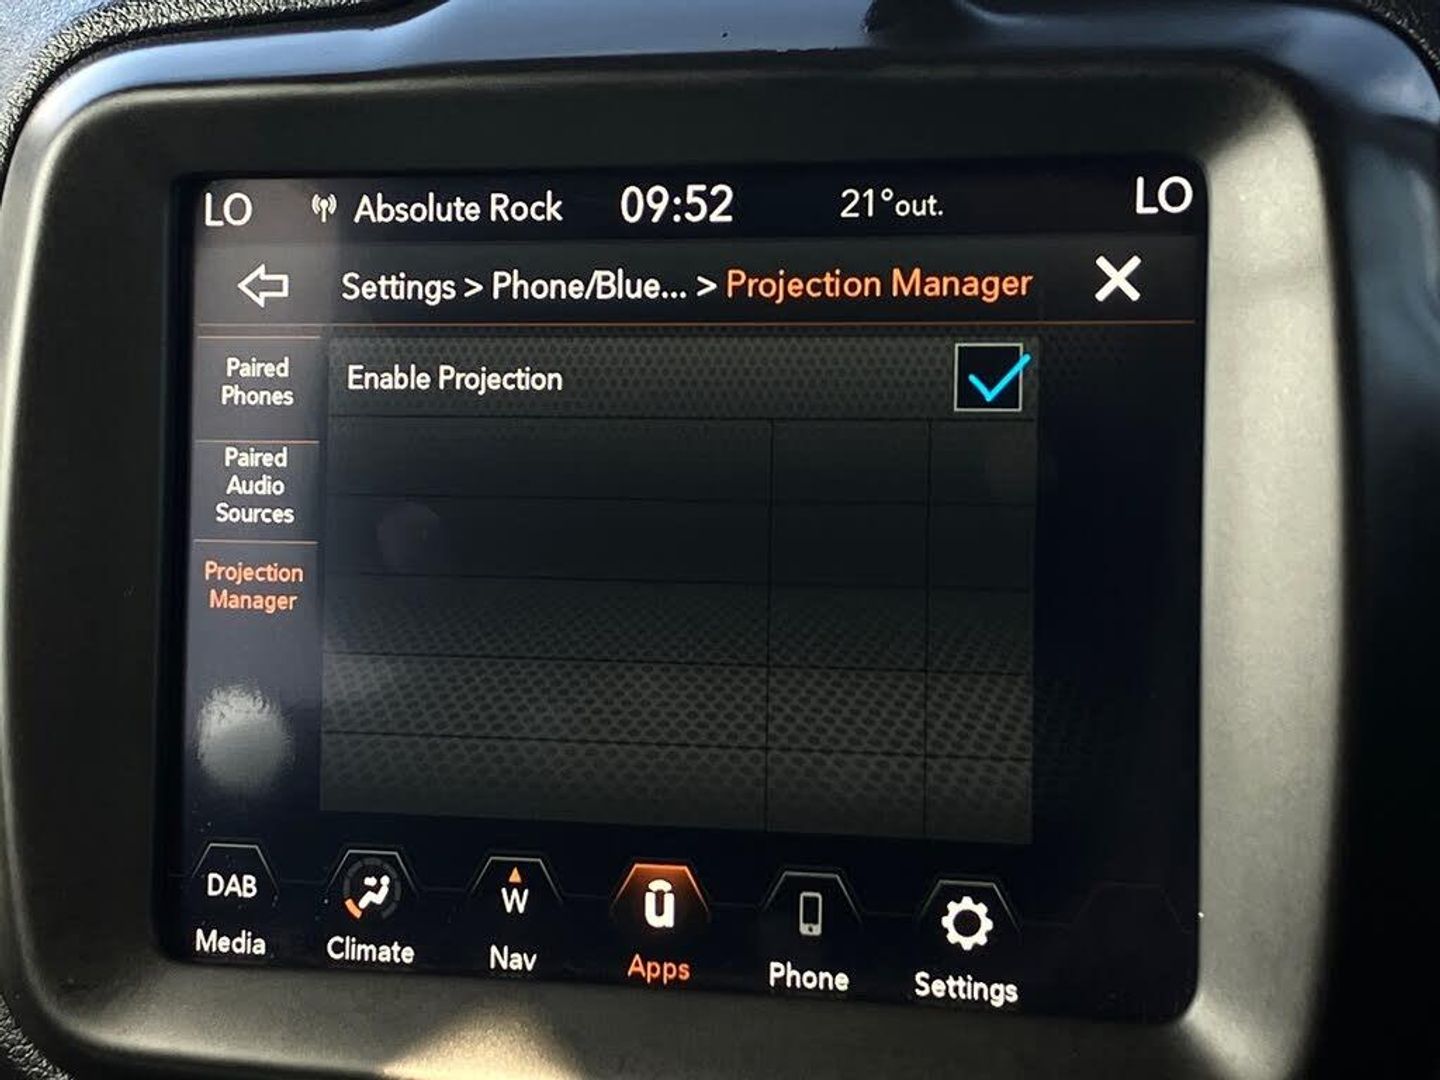 LO Absolute Rock 09:52 21°out. LO
Settings > Phone/Blue... > Projection Manager
Paired
Phones
Enable Projection
Paired
Audio
Sources
Projection
Manager
DAB
W
ü
Media
Climate
Nav
Apps
Phone
Settings